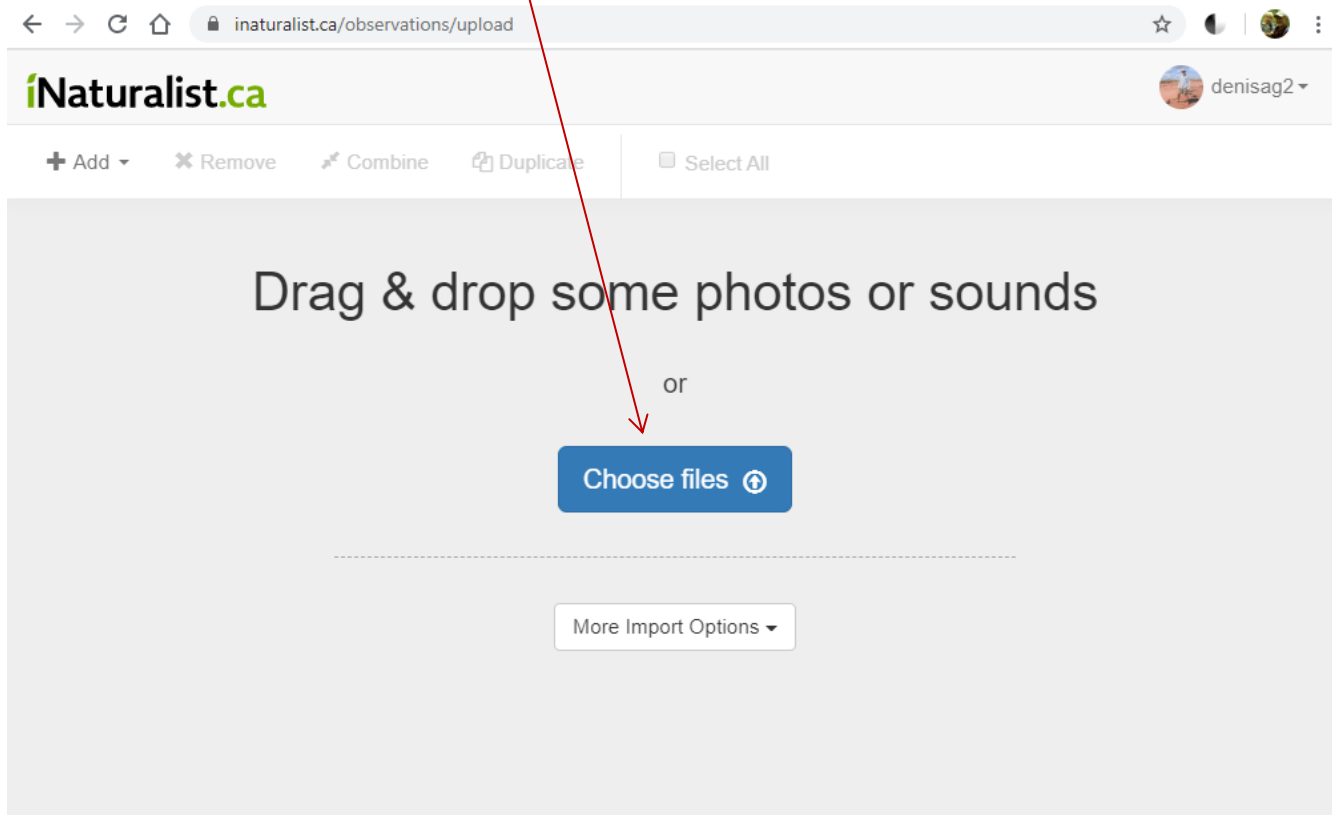 inaturalist.ca/observations/upload
iNaturalist.ca
denisag2
Add Remove Combine Duplicate Select All
Drag & drop some photos or sounds
or
Choose files
More Import Options